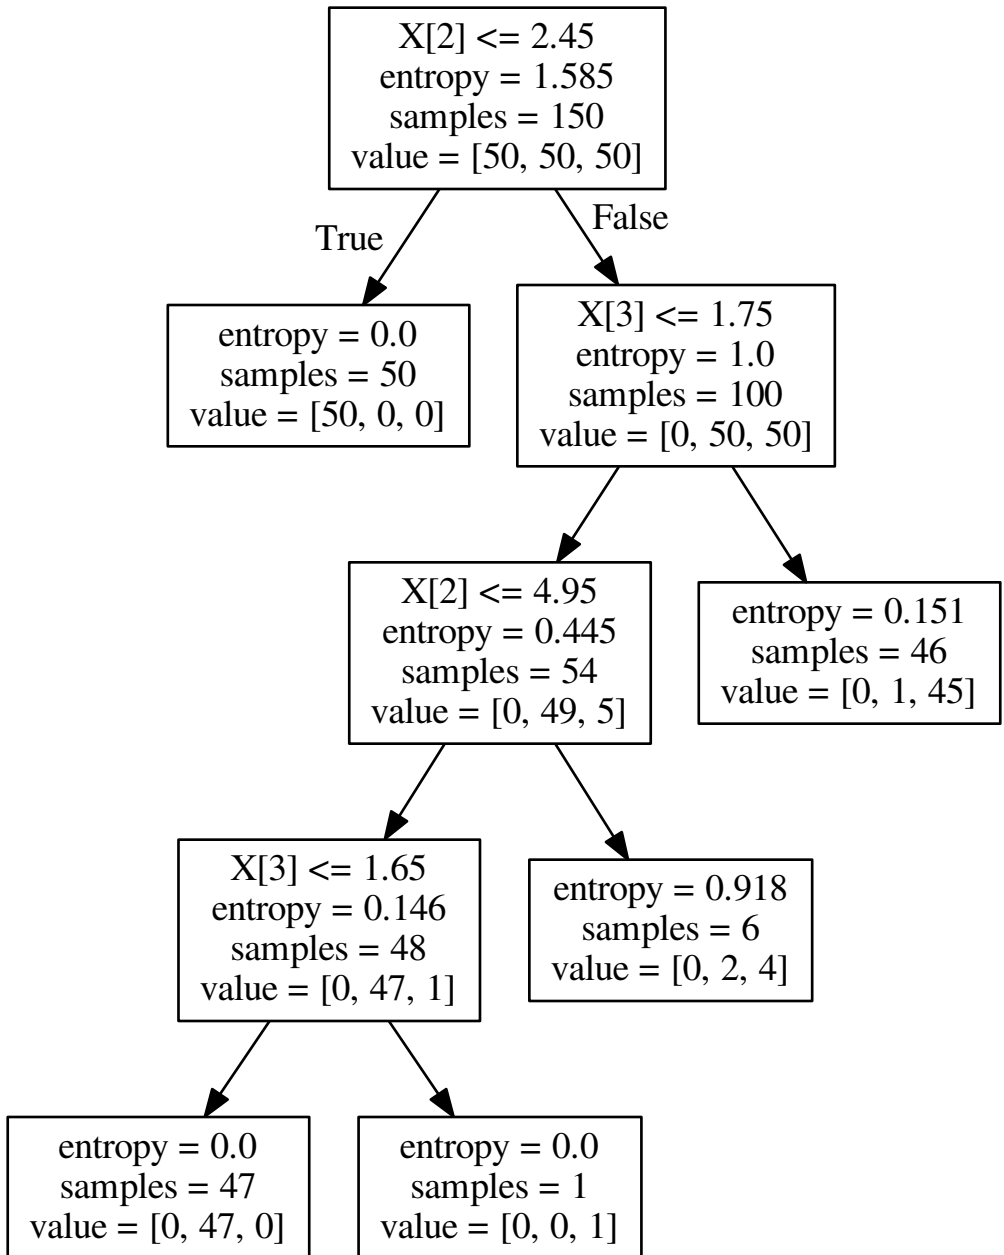 X[2] <= 2.45
entropy = 1.585
samples = 150
value = [50, 50, 50]
True
False
entropy = 0.0
samples = 50
value = [50, 0, 0]
X[3] <= 1.75
entropy = 1.0
samples = 100
value = [0, 50, 50]
X[2] <= 4.95
entropy = 0.445
samples = 54
value = [0, 49, 5]
entropy = 0.151
samples = 46
value = [0, 1, 45]
X[3] <= 1.65
entropy = 0.146
samples = 48
value = [0, 47, 1]
entropy = 0.918
samples = 6
value = [0, 2, 4]
entropy = 0.0
samples = 47
value = [0, 47, 0]
entropy = 0.0
samples = 1
value = [0, 0, 1]